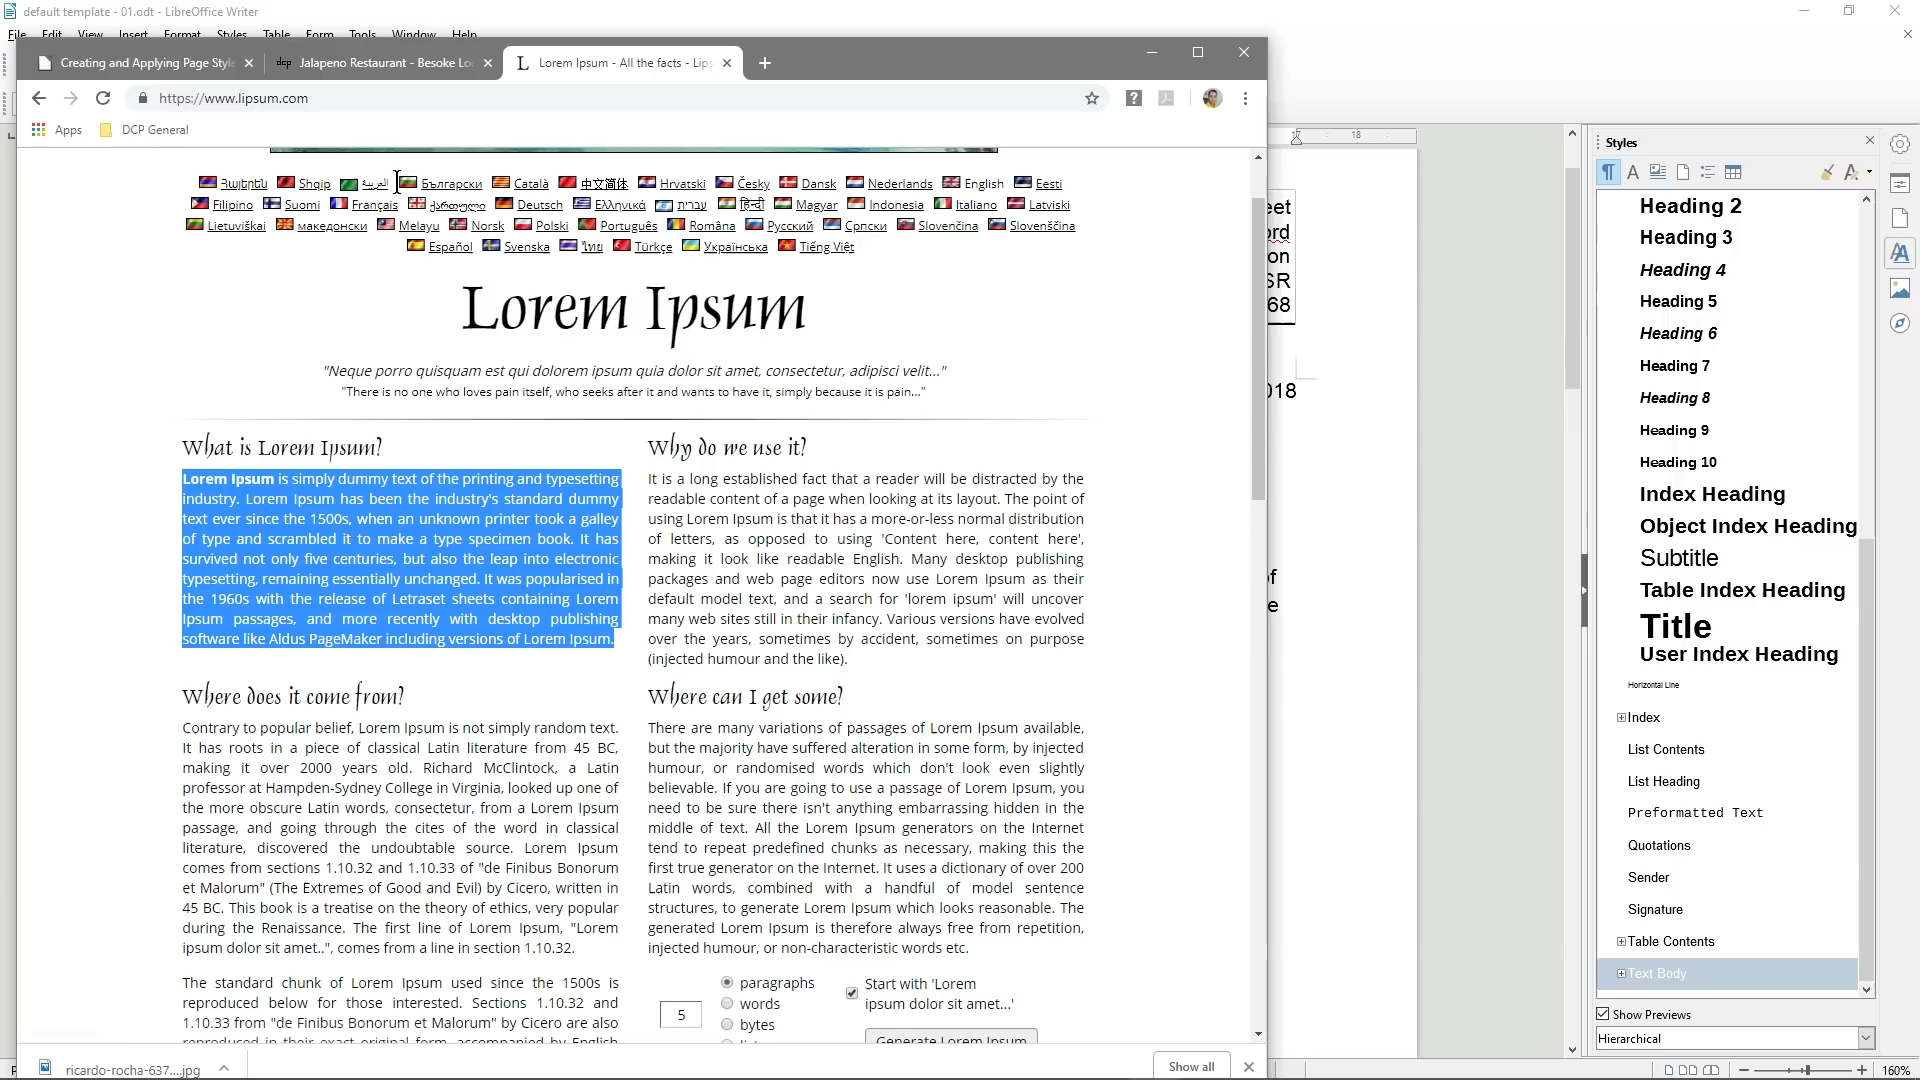 default template - 01.odt - LibreOffice Writer
File Edit View Insert Format Styles Table Form Tools Window Help
Creating and Applying Page Style
dcp Jalapeno Restaurant - Besoke Lo
L Lorem Ipsum - All the facts - Lips
https://www.lipsum.com
Apps DCP General
Հայերեն Shqip العربية Български Català 中文简体 Hrvatski Česky Dansk Nederlands English Eesti
Filipino Suomi Français ქართული Deutsch Ελληνικά עברית हिन्दी Magyar Indonesia Italiano Latviski
Lietuviškai македонски Melayu Norsk Polski Português Româna Русский Српски Slovenčina Slovenščina
Español Svenska ไทย Türkçe Українська Tiếng Việt
Lorem Ipsum
"Neque porro quisquam est qui dolorem ipsum quia dolor sit amet, consectetur, adipisci velit..."
"There is no one who loves pain itself, who seeks after it and wants to have it, simply because it is pain..."
What is Lorem Ipsum?
Lorem Ipsum is simply dummy text of the printing and typesetting
industry. Lorem Ipsum has been the industry's standard dummy
text ever since the 1500s, when an unknown printer took a galley
of type and scrambled it to make a type specimen book. It has
survived not only five centuries, but also the leap into electronic
typesetting, remaining essentially unchanged. It was popularised in
the 1960s with the release of Letraset sheets containing Lorem
Ipsum passages, and more recently with desktop publishing
software like Aldus PageMaker including versions of Lorem Ipsum.
Why do we use it?
It is a long established fact that a reader will be distracted by the
readable content of a page when looking at its layout. The point of
using Lorem Ipsum is that it has a more-or-less normal distribution
of letters, as opposed to using 'Content here, content here',
making it look like readable English. Many desktop publishing
packages and web page editors now use Lorem Ipsum as their
default model text, and a search for 'lorem ipsum' will uncover
many web sites still in their infancy. Various versions have evolved
over the years, sometimes by accident, sometimes on purpose
(injected humour and the like).
Where does it come from?
Contrary to popular belief, Lorem Ipsum is not simply random text.
It has roots in a piece of classical Latin literature from 45 BC,
making it over 2000 years old. Richard McClintock, a Latin
professor at Hampden-Sydney College in Virginia, looked up one of
the more obscure Latin words, consectetur, from a Lorem Ipsum
passage, and going through the cites of the word in classical
literature, discovered the undoubtable source. Lorem Ipsum
comes from sections 1.10.32 and 1.10.33 of "de Finibus Bonorum
et Malorum" (The Extremes of Good and Evil) by Cicero, written in
45 BC. This book is a treatise on the theory of ethics, very popular
during the Renaissance. The first line of Lorem Ipsum, "Lorem
ipsum dolor sit amet..", comes from a line in section 1.10.32.
The standard chunk of Lorem Ipsum used since the 1500s is
reproduced below for those interested. Sections 1.10.32 and
1.10.33 from "de Finibus Bonorum et Malorum" by Cicero are also
reproduced in their exact original form, accompanied by English
Where can I get some?
There are many variations of passages of Lorem Ipsum available,
but the majority have suffered alteration in some form, by injected
humour, or randomised words which don't look even slightly
believable. If you are going to use a passage of Lorem Ipsum, you
need to be sure there isn't anything embarrassing hidden in the
middle of text. All the Lorem Ipsum generators on the Internet
tend to repeat predefined chunks as necessary, making this the
first true generator on the Internet. It uses a dictionary of over 200
Latin words, combined with a handful of model sentence
structures, to generate Lorem Ipsum which looks reasonable. The
generated Lorem Ipsum is therefore always free from repetition,
injected humour, or non-characteristic words etc.
5
paragraphs
words
bytes
Start with 'Lorem
ipsum dolor sit amet...'
Generate Lorem Ipsum
ricardo-rocha-637....jpg
Show all
18
eet
ord
on
SR
68
018
of
e
Styles
Heading 2
Heading 3
Heading 4
Heading 5
Heading 6
Heading 7
Heading 8
Heading 9
Heading 10
Index Heading
Object Index Heading
Subtitle
Table Index Heading
Title
User Index Heading
Horizontal Line
Index
List Contents
List Heading
Preformatted Text
Quotations
Sender
Signature
Table Contents
Text Body
Show Previews
Hierarchical
160%